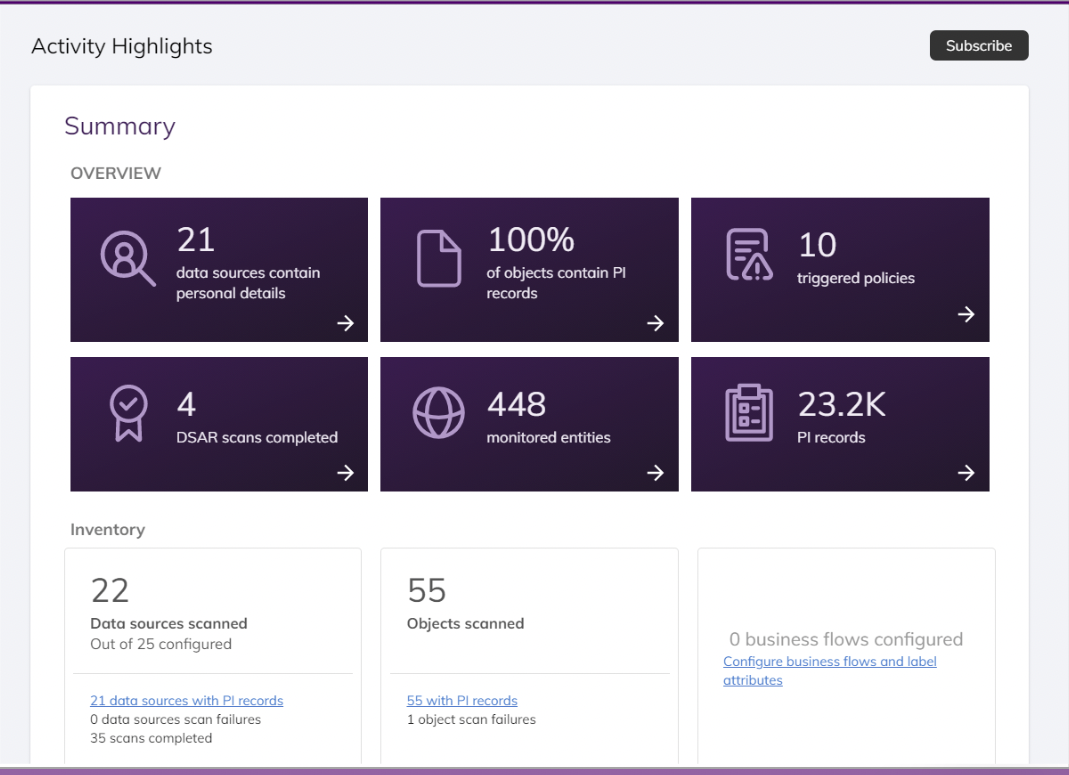 Activity Highlights
Subscribe
Summary
OVERVIEW
21
data sources contain
personal details
100%
of objects contain PI
records
10
triggered policies
4
DSAR scans completed
448
monitored entities
23.2K
PI records
Inventory
22
Data sources scanned
Out of 25 configured
21 data sources with PI records
0 data sources scan failures
35 scans completed
55
Objects scanned
55 with PI records
1 object scan failures
0 business flows configured
Configure business flows and label
attributes